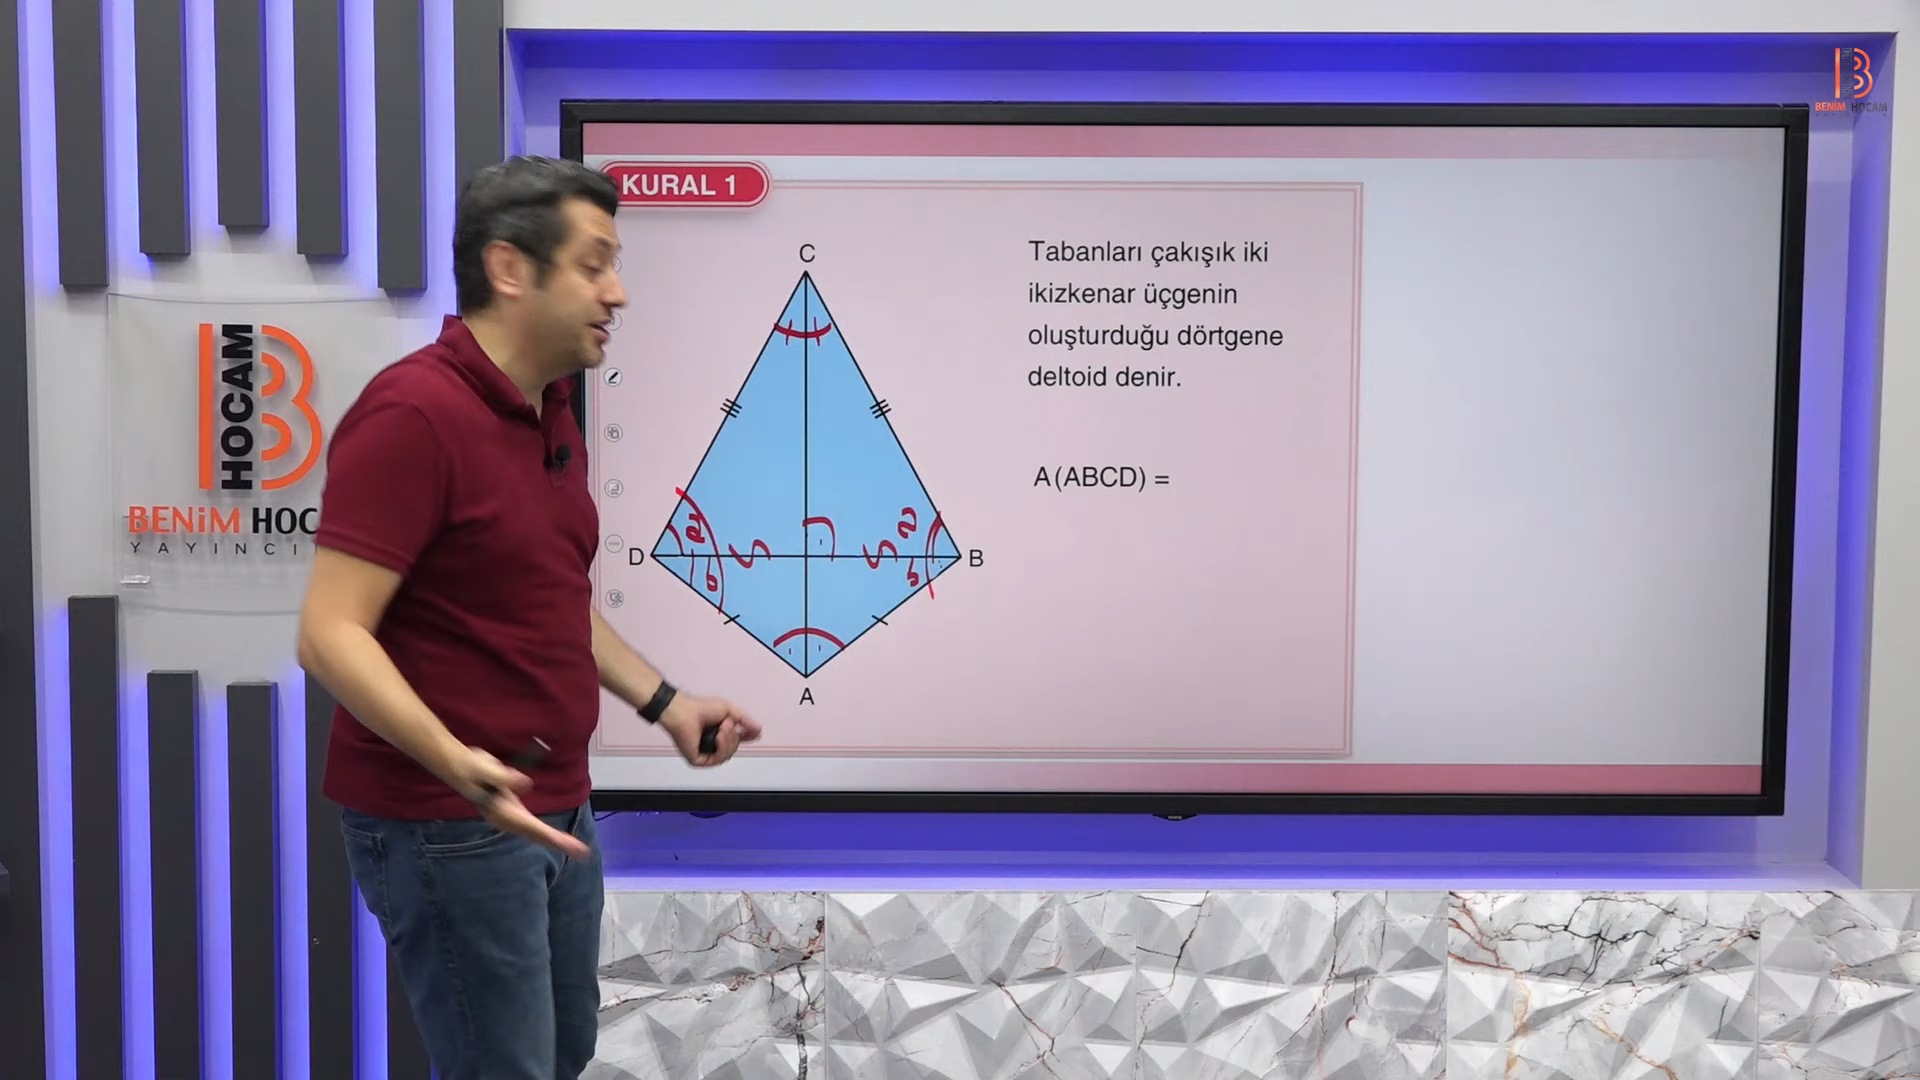 BENİM HOCAM
KURAL 1
C
Tabanları çakışık iki
ikizkenar üçgenin
oluşturduğu dörtgene
deltoid denir.
A(ABCD) =
D
B
A
a
a
b
b
HOCAM
BENİM HOC
YAYINCI